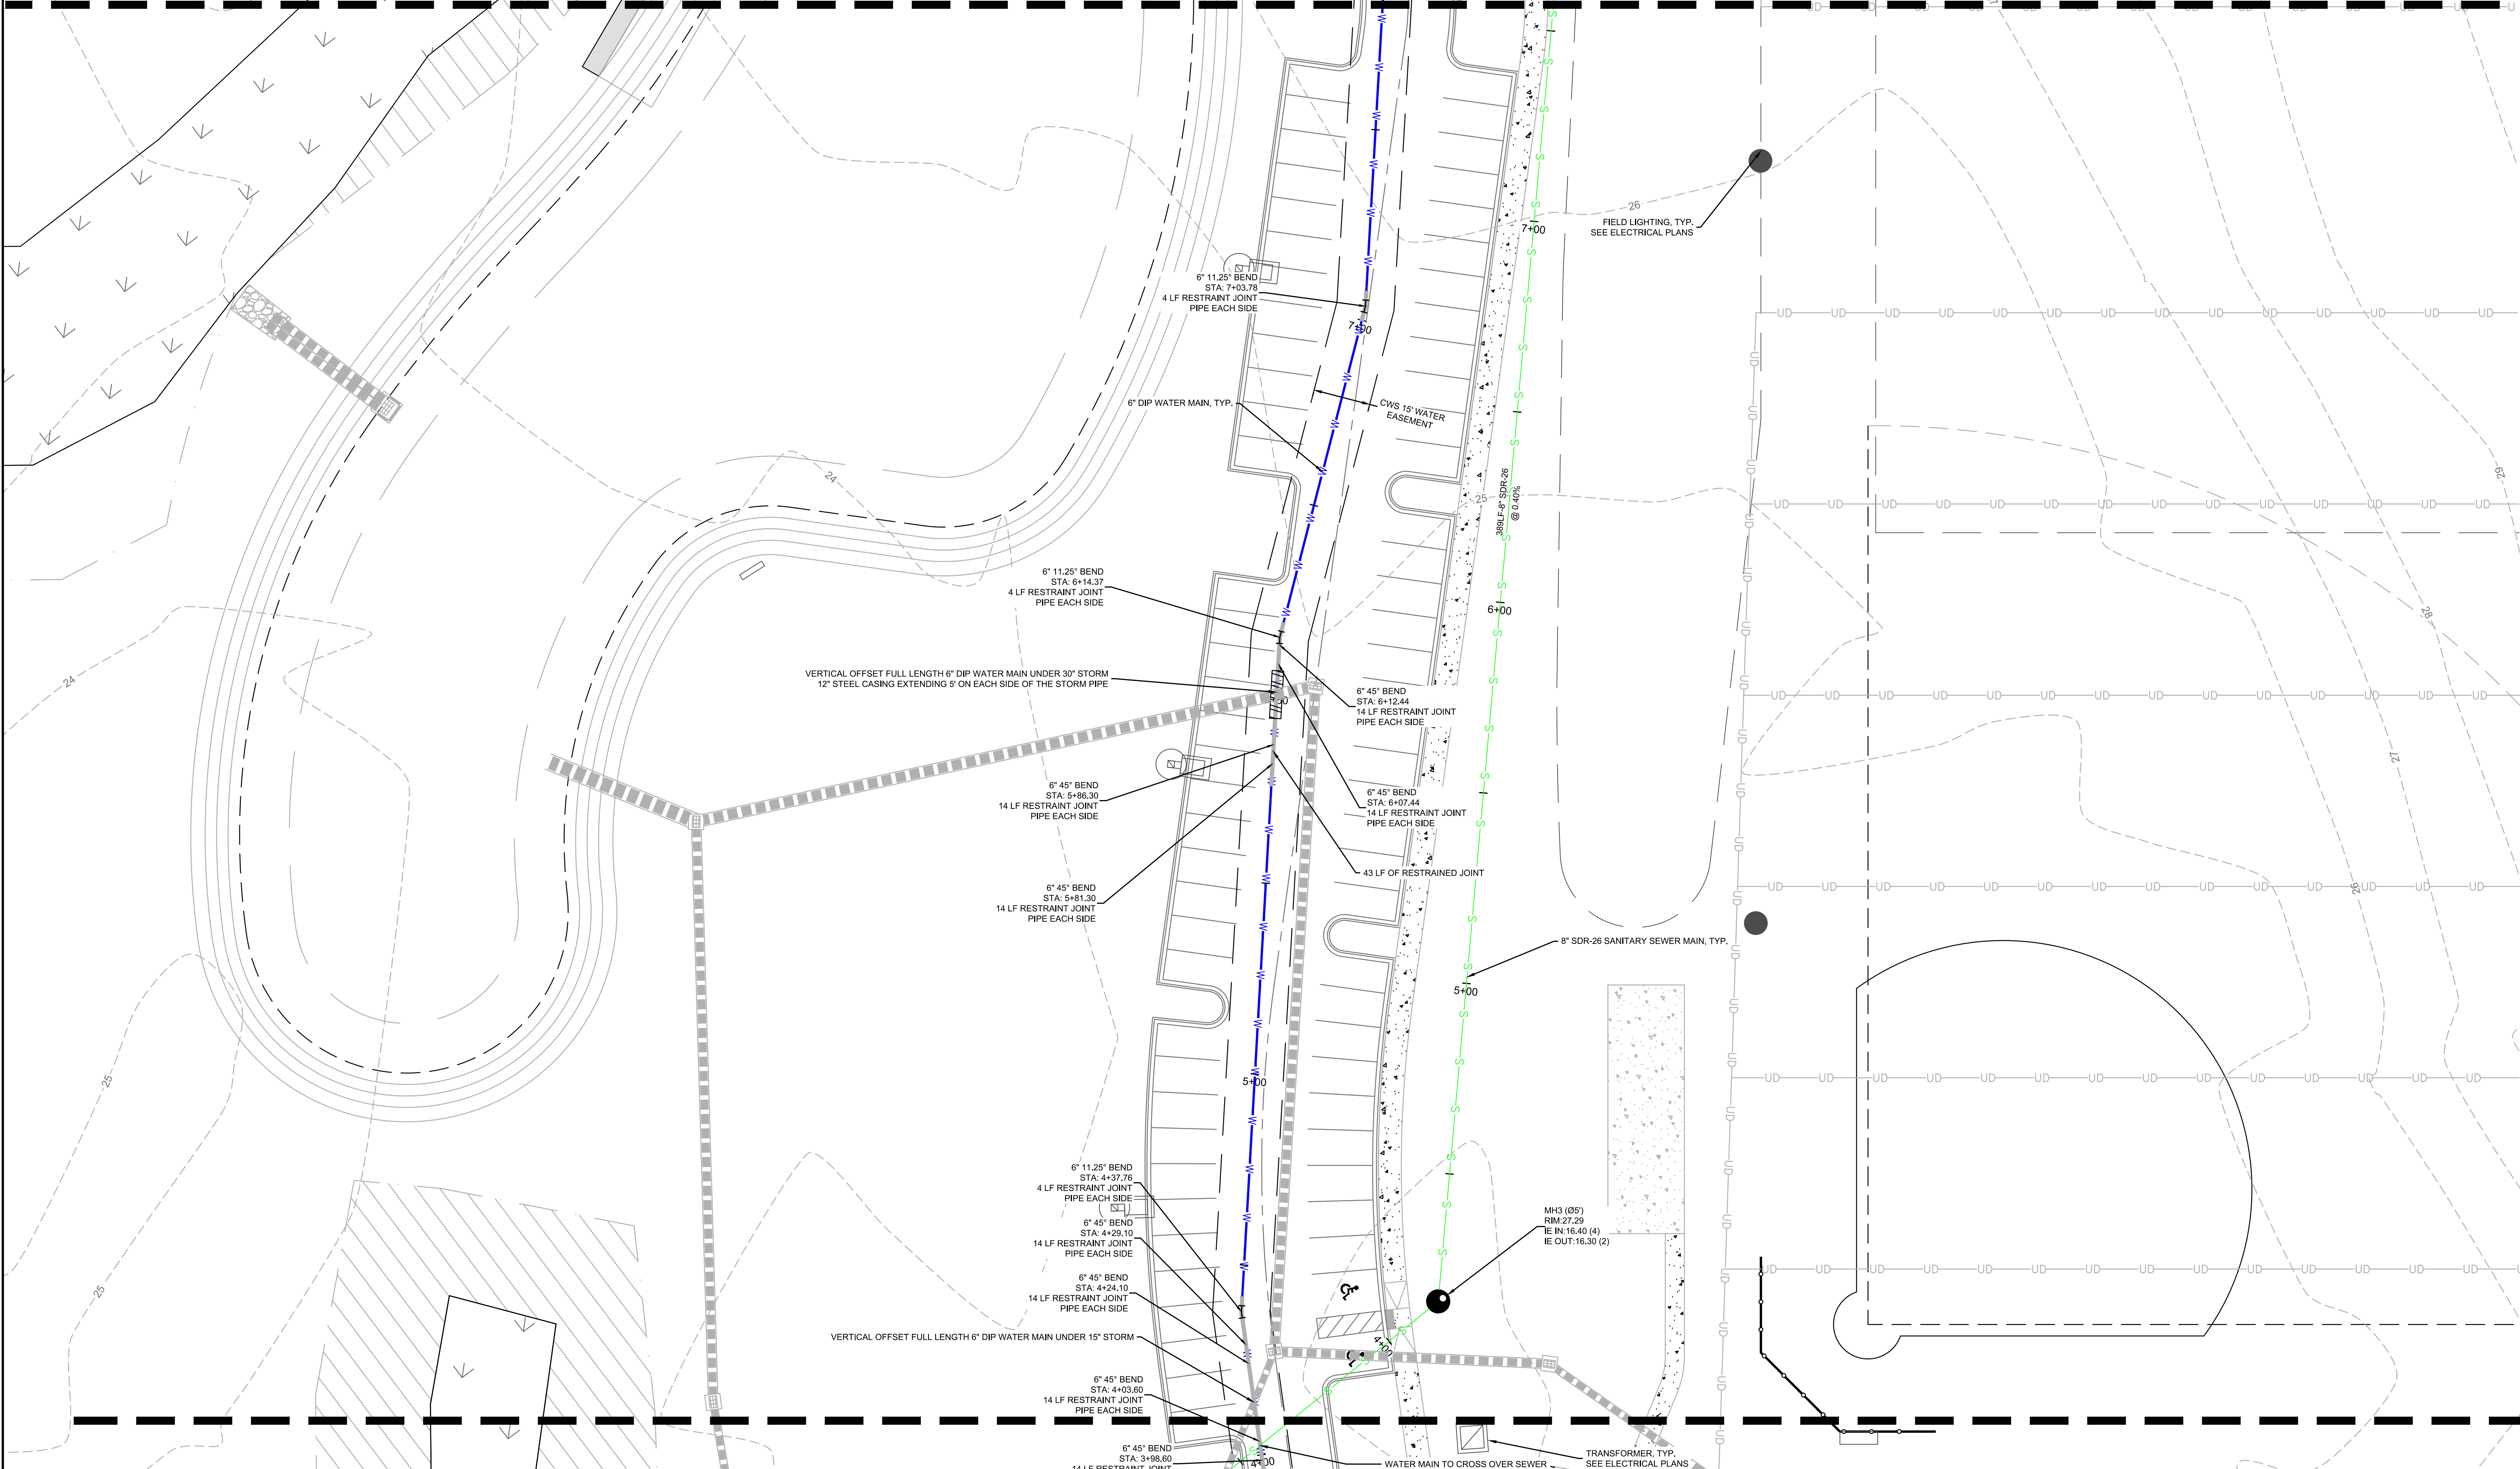 FIELD LIGHTING, TYP.
SEE ELECTRICAL PLANS
26
7+00
6" 11.25° BEND
STA: 7+03.78
4 LF RESTRAINT JOINT
PIPE EACH SIDE
7+00
6" DIP WATER MAIN, TYP.
CWS 15' WATER
EASEMENT
24
25
29
389LF-8" SDR-26
@ 0.40%
6" 11.25° BEND
STA: 6+14.37
4 LF RESTRAINT JOINT
PIPE EACH SIDE
6+00
28
VERTICAL OFFSET FULL LENGTH 6" DIP WATER MAIN UNDER 30" STORM
12" STEEL CASING EXTENDING 5' ON EACH SIDE OF THE STORM PIPE
24
6" 45° BEND
STA: 6+12.44
14 LF RESTRAINT JOINT
PIPE EACH SIDE
27
6" 45° BEND
STA: 5+86.30
14 LF RESTRAINT JOINT
PIPE EACH SIDE
6" 45° BEND
STA: 6+07.44
14 LF RESTRAINT JOINT
PIPE EACH SIDE
43 LF OF RESTRAINED JOINT
6" 45° BEND
STA: 5+81.30
14 LF RESTRAINT JOINT
PIPE EACH SIDE
26
8" SDR-26 SANITARY SEWER MAIN, TYP.
5+00
5+00
25
6" 11.25° BEND
STA: 4+37.76
4 LF RESTRAINT JOINT
PIPE EACH SIDE
6" 45° BEND
STA: 4+29.10
14 LF RESTRAINT JOINT
PIPE EACH SIDE
MH3 (Ø5')
RIM:27.29
IE IN:16.40 (4)
IE OUT:16.30 (2)
25
6" 45° BEND
STA: 4+24.10
14 LF RESTRAINT JOINT
PIPE EACH SIDE
VERTICAL OFFSET FULL LENGTH 6" DIP WATER MAIN UNDER 15" STORM
4+00
6" 45° BEND
STA: 4+03.60
14 LF RESTRAINT JOINT
PIPE EACH SIDE
6" 45° BEND
STA: 3+98.60
14 LF RESTRAINT JOINT
4+00
WATER MAIN TO CROSS OVER SEWER
TRANSFORMER, TYP.
SEE ELECTRICAL PLANS